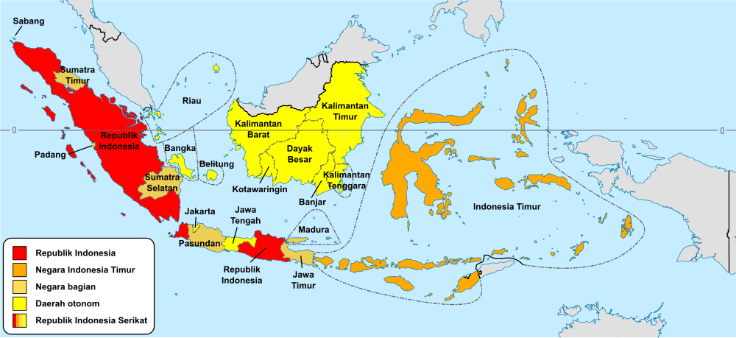 Sabang
Sumatra
Timur
Riau
Kalimantan
Timur
Kalimantan
Barat
0
0
Republik
Indonesia
Bangka
Dayak
Besar
Padang
Belitung
Sumatra
Selatan
Kotawaringin
Kalimantan
Tenggara
Banjar
Indonesia Timur
Jakarta
Jawa
Tengah
Madura
Pasundan
Republik
Indonesia
Jawa
Timur
Republik Indonesia
Negara Indonesia Timur
Negara bagian
Daerah otonom
Republik Indonesia Serikat